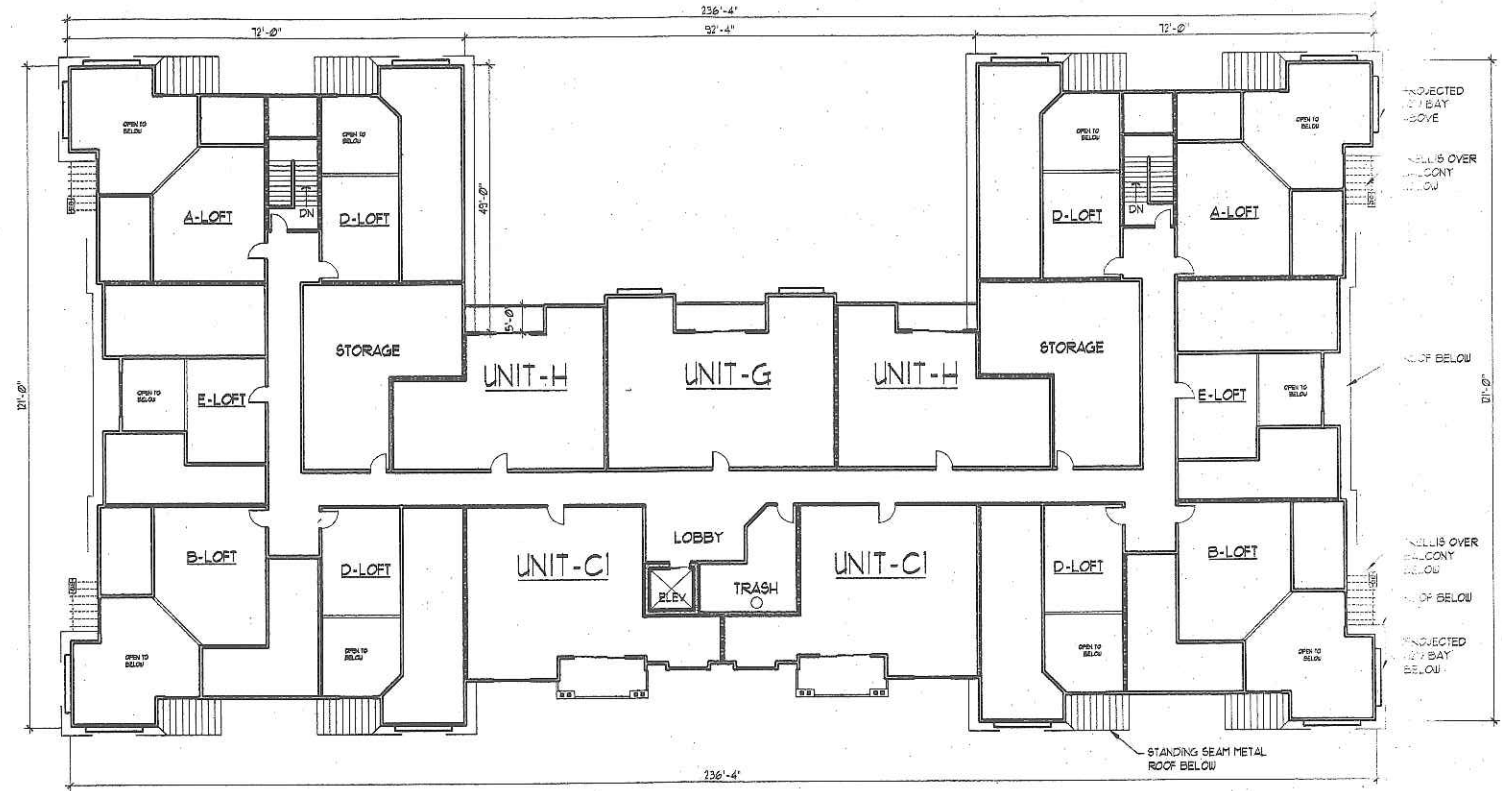 236'-4"
72'-0"
92'-4"
72'-0"
OPEN TO
BELOW
OPEN TO
BELOW
OPEN TO
BELOW
OPEN TO
BELOW
BAY
OVER
A-LOFT
DN
D-LOFT
49'-0"
D-LOFT
DN
A-LOFT
5'-0"
STORAGE
UNIT-H
UNIT-G
UNIT-H
STORAGE
BELOW
121'-0"
OPEN TO
BELOW
E-LOFT
E-LOFT
OPEN TO
BELOW
121'-0"
B-LOFT
D-LOFT
UNIT-C1
LOBBY
ELEV
TRASH
UNIT-C1
D-LOFT
B-LOFT
OVER
BELOW
OPEN TO
BELOW
OPEN TO
BELOW
OPEN TO
BELOW
OPEN TO
BELOW
BAY
STANDING SEAM METAL
ROOF BELOW
236'-4"